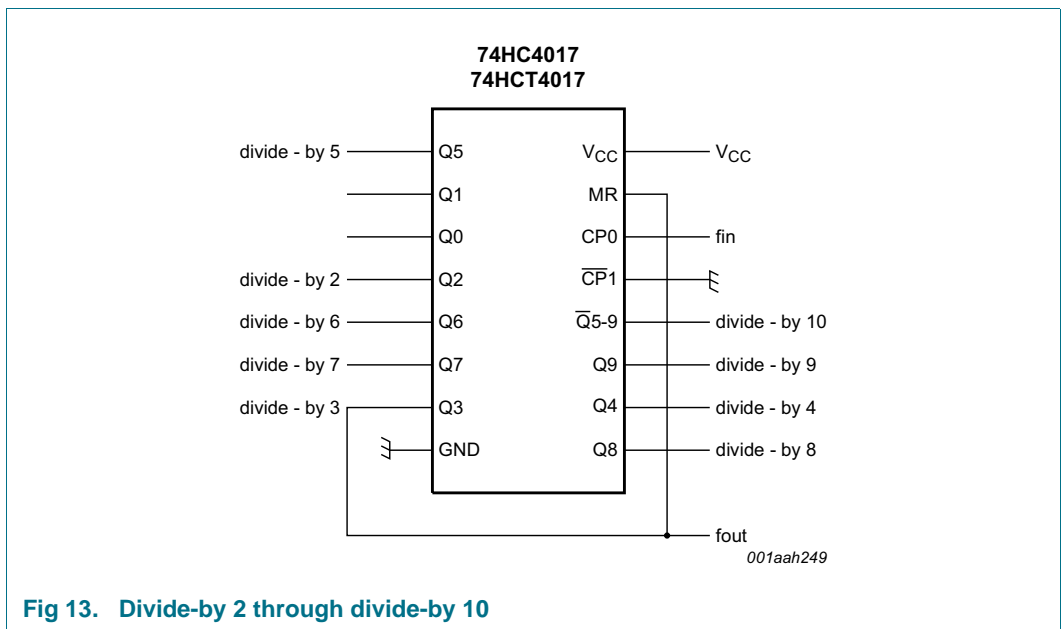 74HC4017
74HCT4017
divide - by 5 Q5 VCC VCC
Q1 MR
Q0 CP0 fin
divide - by 2 Q2 C̅P̅1
divide - by 6 Q6 Q̅5-9 divide - by 10
divide - by 7 Q7 Q9 divide - by 9
divide - by 3 Q3 Q4 divide - by 4
GND Q8 divide - by 8
fout
001aah249
Fig 13. Divide-by 2 through divide-by 10